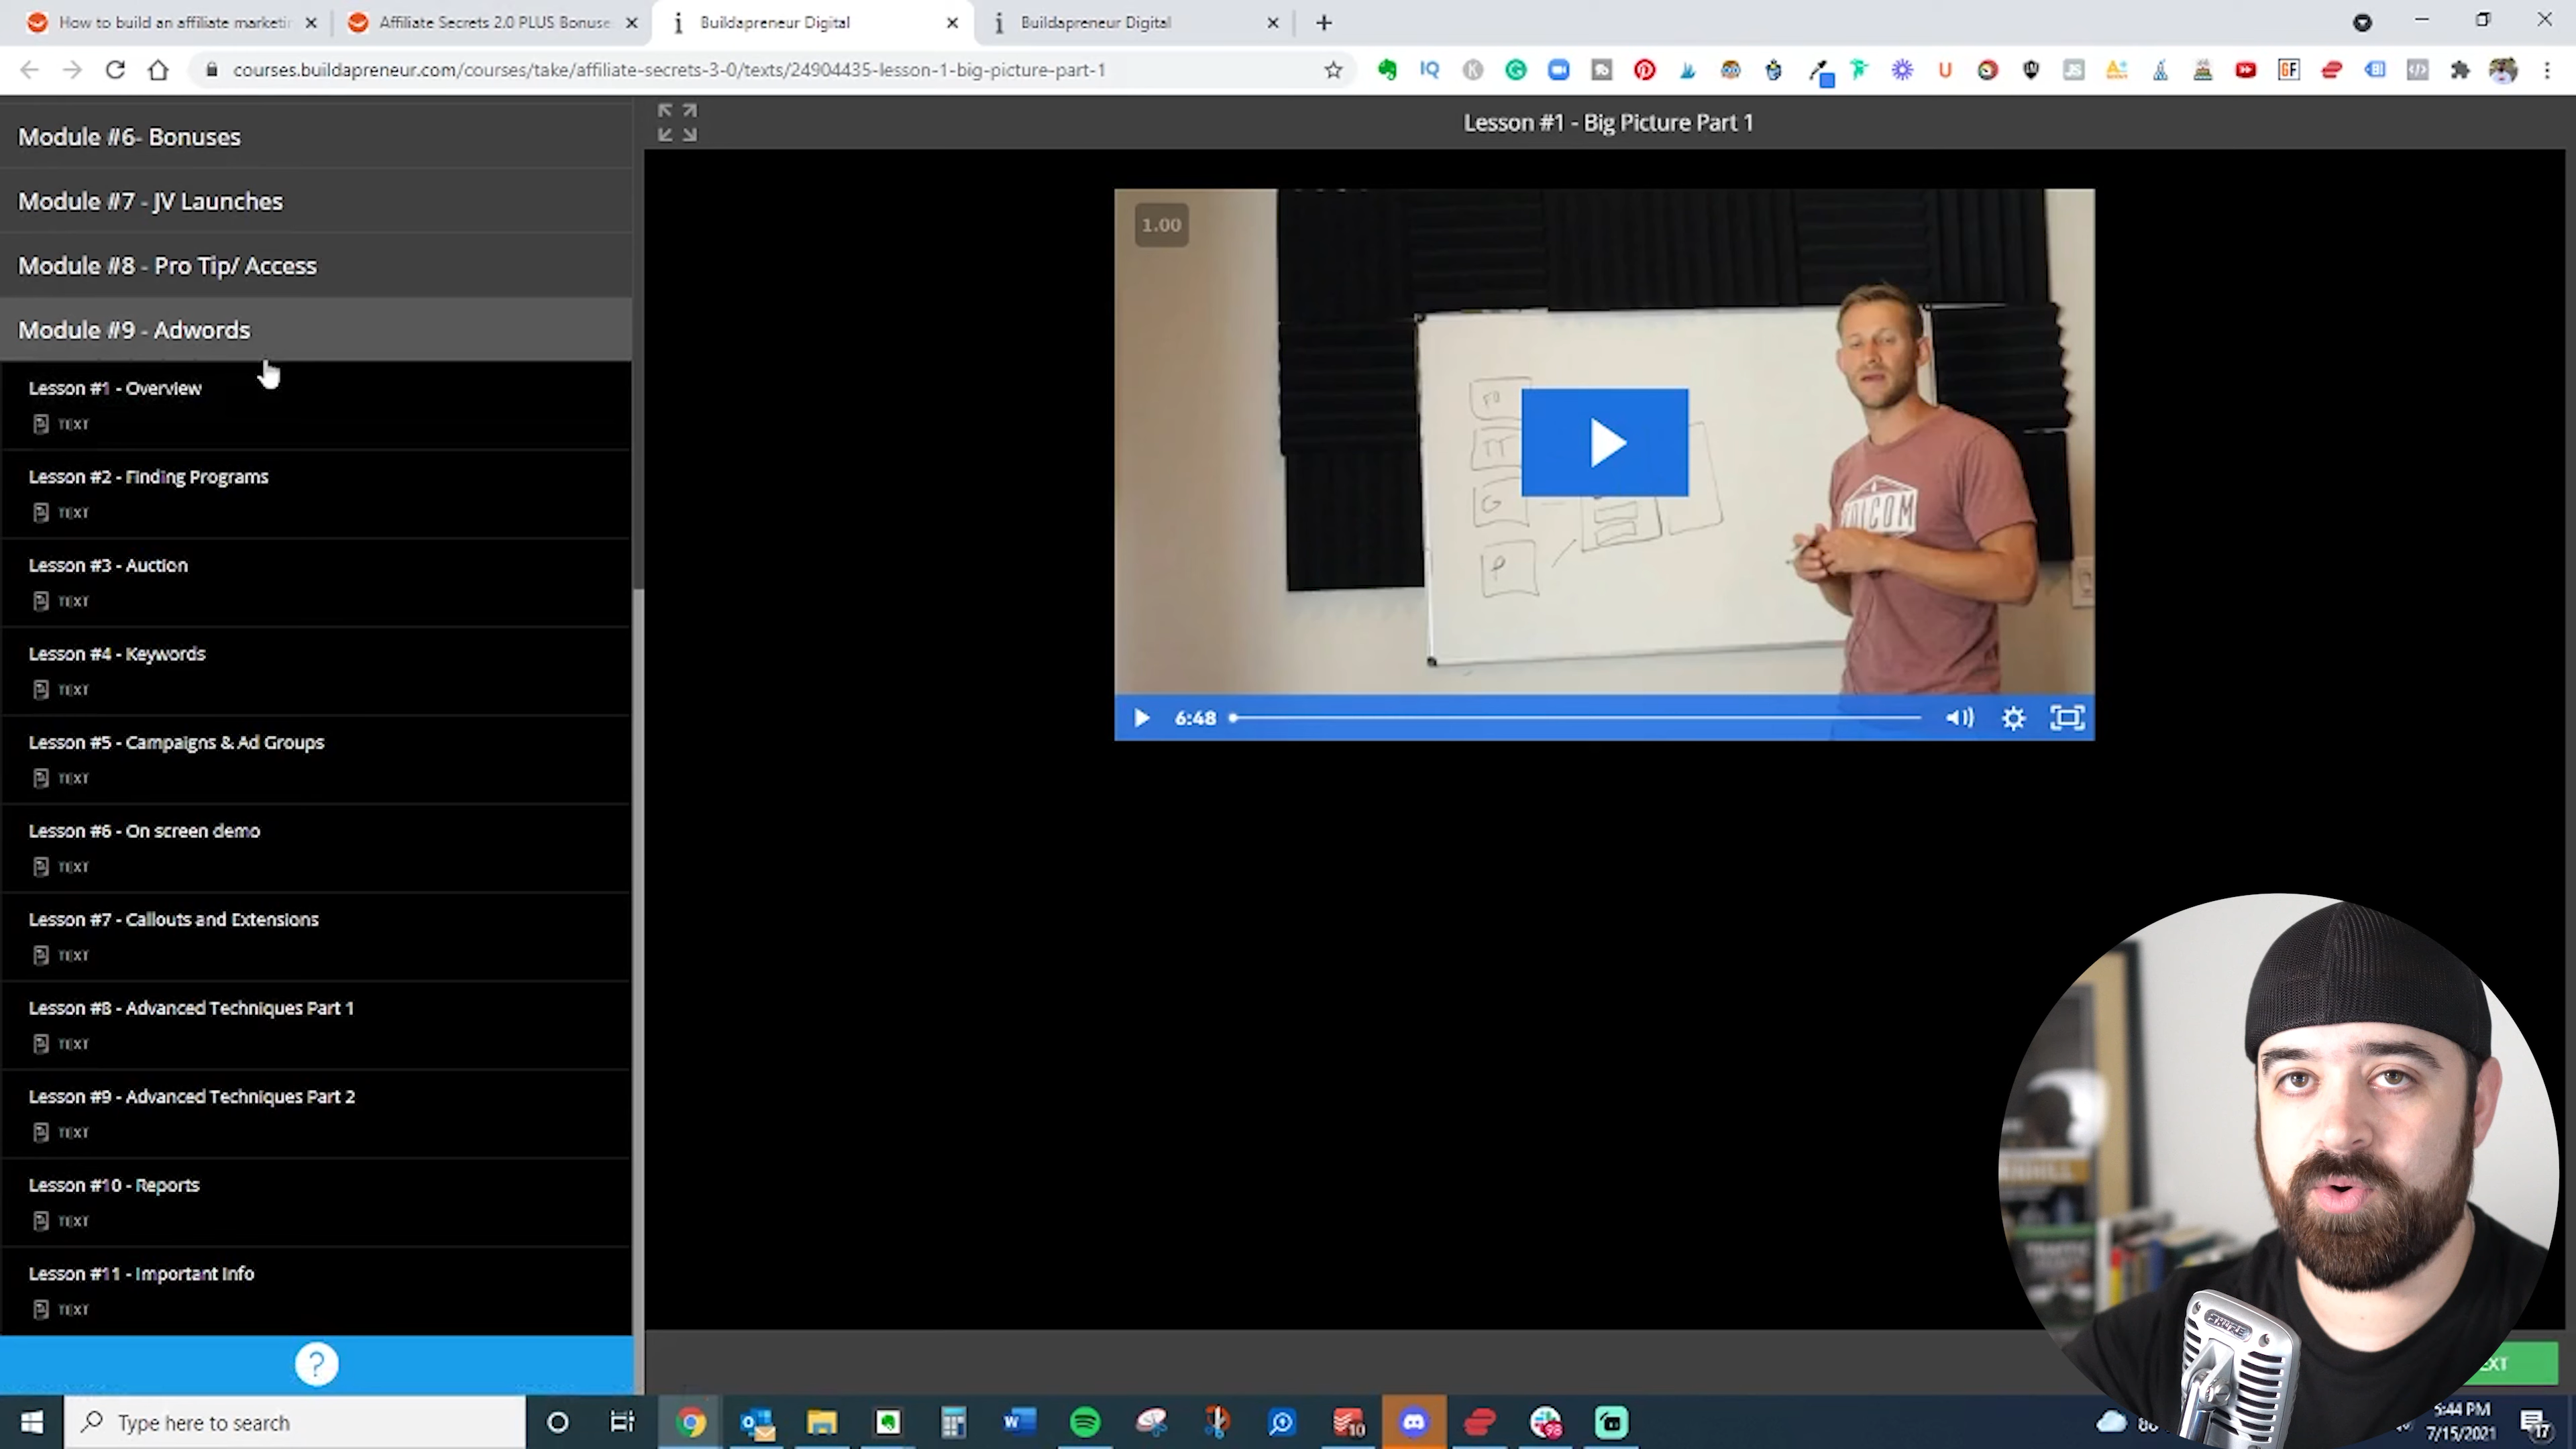 How to build an affiliate marketi
Affiliate Secrets 2.0 PLUS Bonuse
Buildapreneur Digital
Buildapreneur Digital
courses.buildapreneur.com/courses/take/affiliate-secrets-3-0/texts/24904435-lesson-1-big-picture-part-1
Module #6- Bonuses
Module #7 - JV Launches
Module #8 - Pro Tip/ Access
Module #9 - Adwords
Lesson #1 - Overview
TEXT
Lesson #2 - Finding Programs
TEXT
Lesson #3 - Auction
TEXT
Lesson #4 - Keywords
TEXT
Lesson #5 - Campaigns & Ad Groups
TEXT
Lesson #6 - On screen demo
TEXT
Lesson #7 - Callouts and Extensions
TEXT
Lesson #8 - Advanced Techniques Part 1
TEXT
Lesson #9 - Advanced Techniques Part 2
TEXT
Lesson #10 - Reports
TEXT
Lesson #11 - Important Info
TEXT
?
Lesson #1 - Big Picture Part 1
1.00
TT
G
P
6:48
SHURE
Type here to search
10
98
5:44 PM
7/15/2021
17